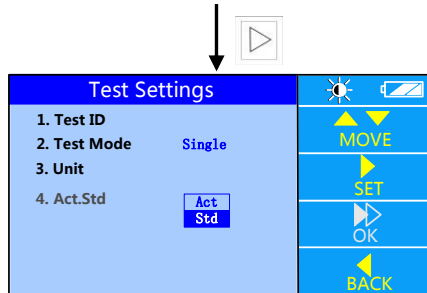 Test Settings
1. Test ID
2. Test Mode Single
3. Unit
4. Act.Std Act
Std
MOVE
SET
OK
BACK